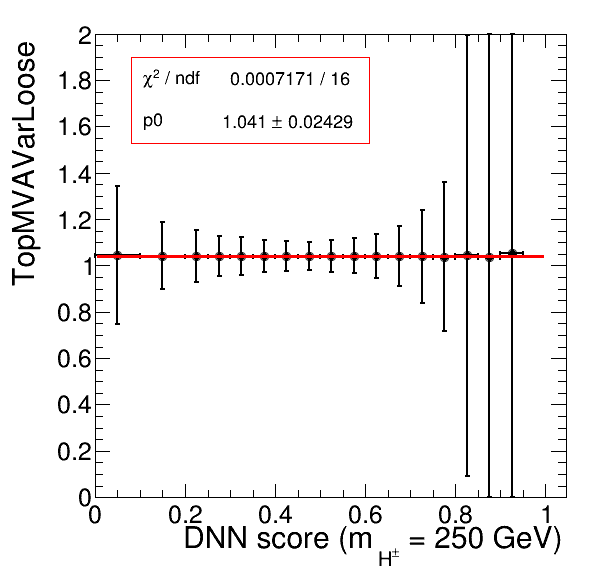 TopMVAVarLoose
2
1.8
1.6
1.4
1.2
1
0.8
0.6
0.4
0.2
0
χ² / ndf 0.0007171 / 16
p0 1.041 ± 0.02429
0 0.2 0.4 0.6 0.8 1
DNN score (m_H± = 250 GeV)